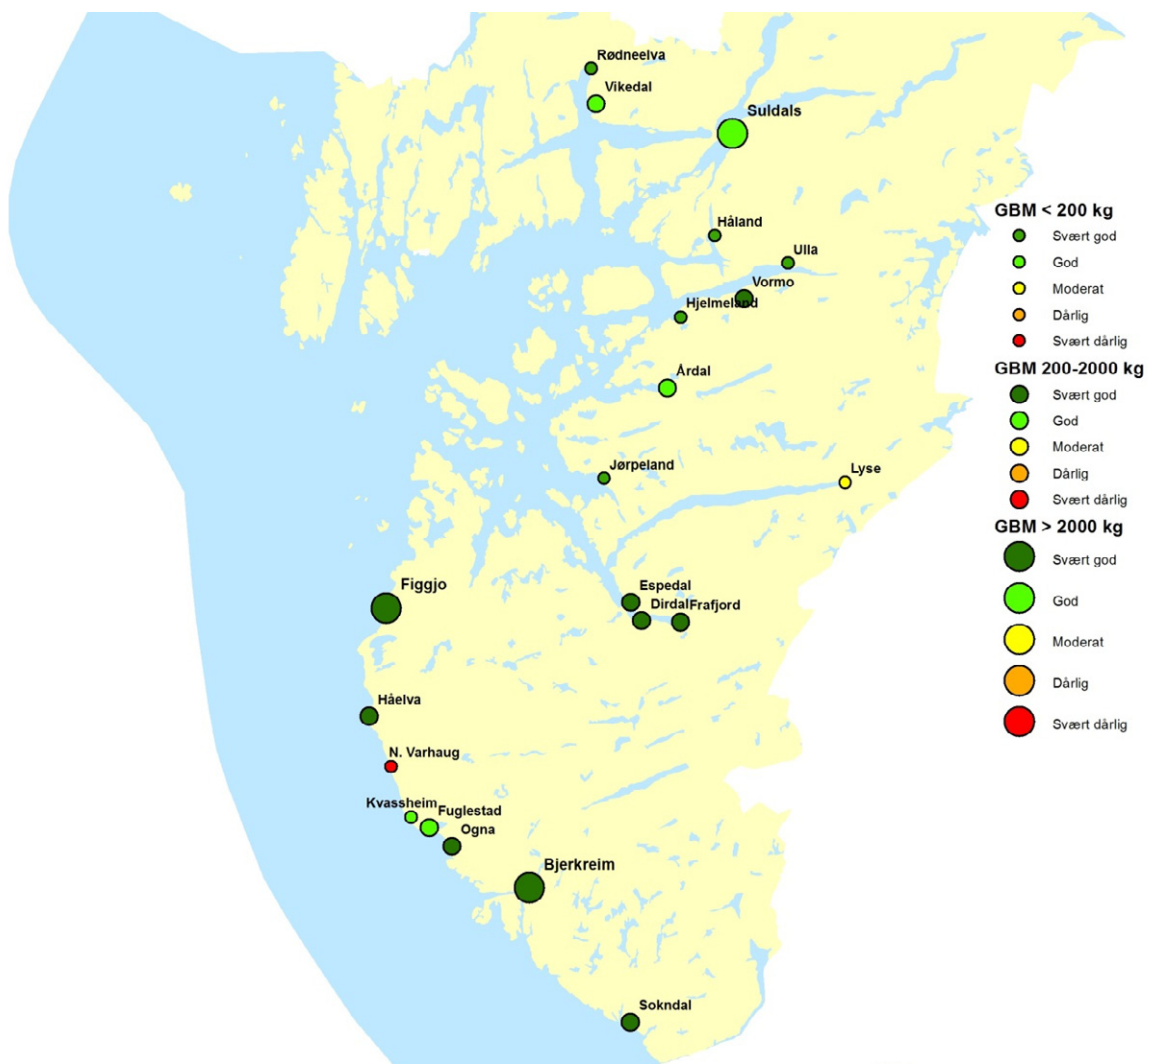 Rødneelva
Vikedal
Suldals
Håland
Ulla
Vormo
Hjelmeland
Årdal
Jørpeland
Lyse
Espedal
Dirdal
Frafjord
Figgjo
Håelva
N. Varhaug
Kvassheim
Fuglestad
Ogna
Bjerkreim
Sokndal
GBM < 200 kg
Svært god
God
Moderat
Dårlig
Svært dårlig
GBM 200-2000 kg
Svært god
God
Moderat
Dårlig
Svært dårlig
GBM > 2000 kg
Svært god
God
Moderat
Dårlig
Svært dårlig